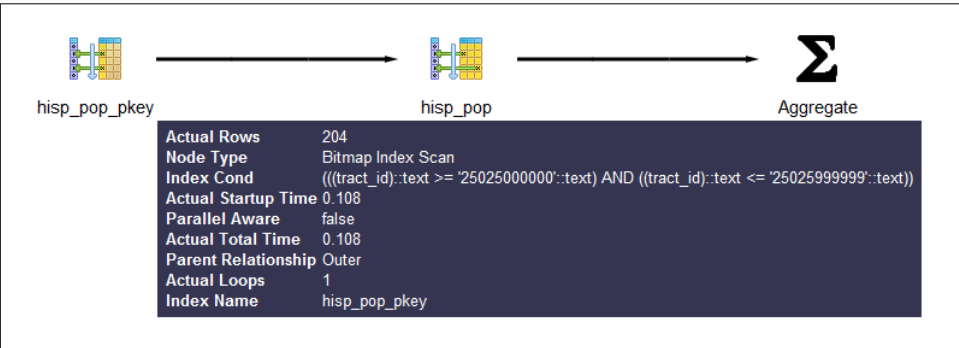 hisp_pop_pkey
hisp_pop
Aggregate
Actual Rows 204
Node Type Bitmap Index Scan
Index Cond (((tract_id)::text >= '25025000000'::text) AND ((tract_id)::text <= '25025999999'::text))
Actual Startup Time 0.108
Parallel Aware false
Actual Total Time 0.108
Parent Relationship Outer
Actual Loops 1
Index Name hisp_pop_pkey